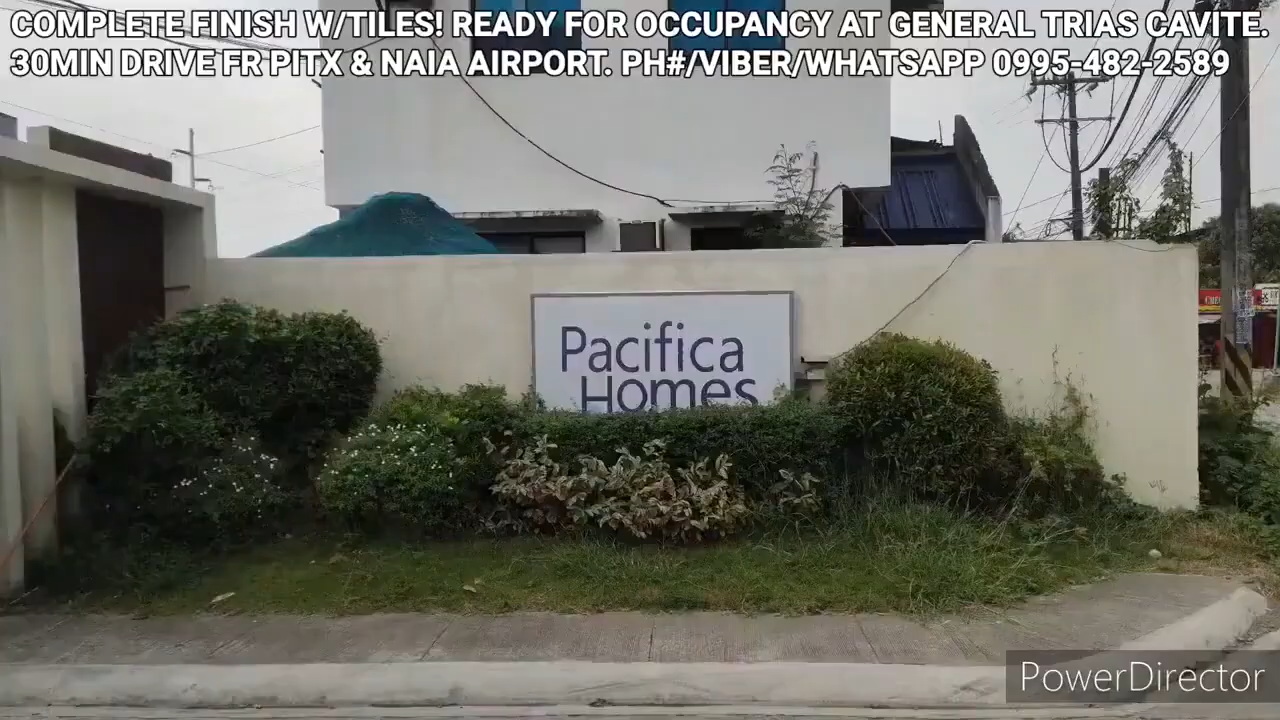 COMPLETE FINISH W/TILES! READY FOR OCCUPANCY AT GENERAL TRIAS CAVITE.
30MIN DRIVE FR PITX & NAIA AIRPORT. PH#/VIBER/WHATSAPP 0995-482-2589
Pacifica
Homes
PowerDirector